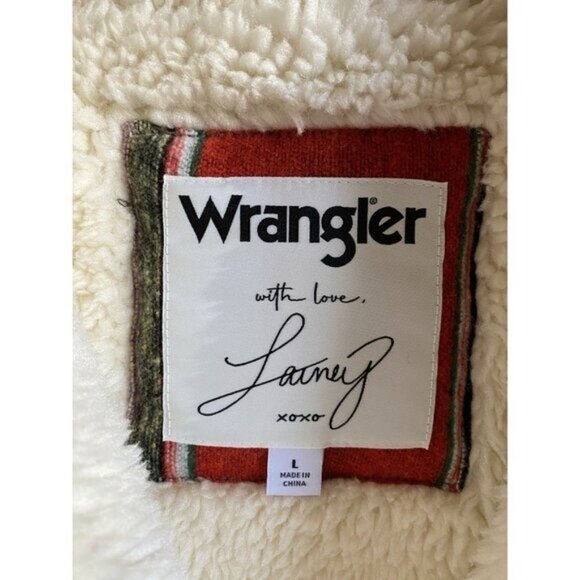 Wrangler®
with love,
Lainey
xoxo
L
MADE IN
CHINA